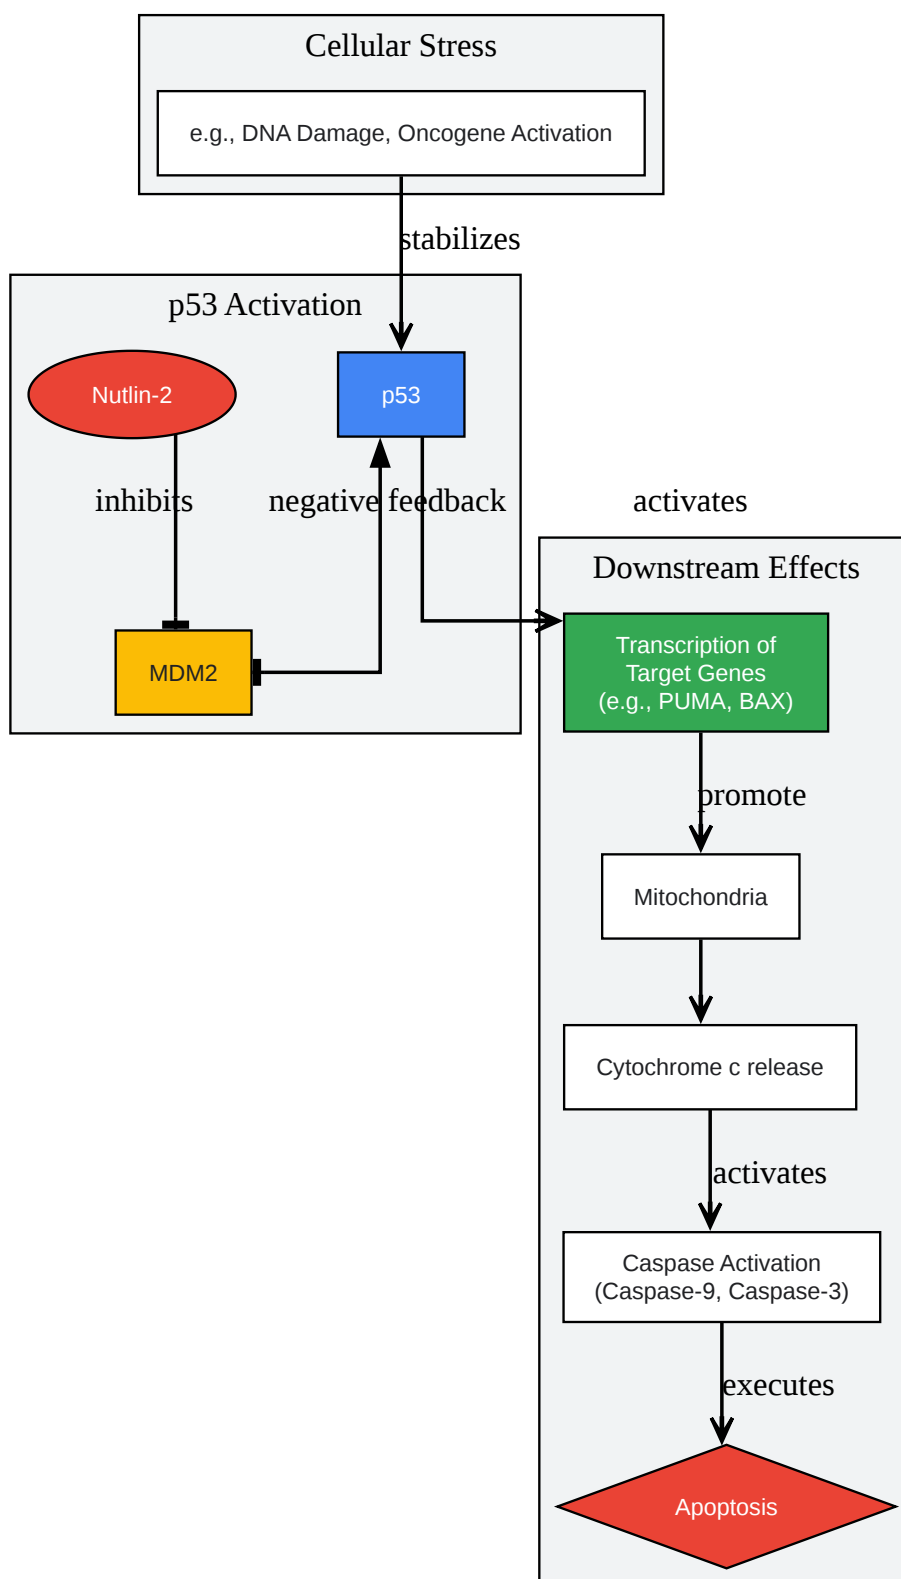 Cellular Stress
e.g., DNA Damage, Oncogene Activation
stabilizes
p53 Activation
Nutlin-2
p53
inhibits
negative feedback
activates
MDM2
Downstream Effects
Transcription of
Target Genes
(e.g., PUMA, BAX)
promote
Mitochondria
Cytochrome c release
activates
Caspase Activation
(Caspase-9, Caspase-3)
executes
Apoptosis